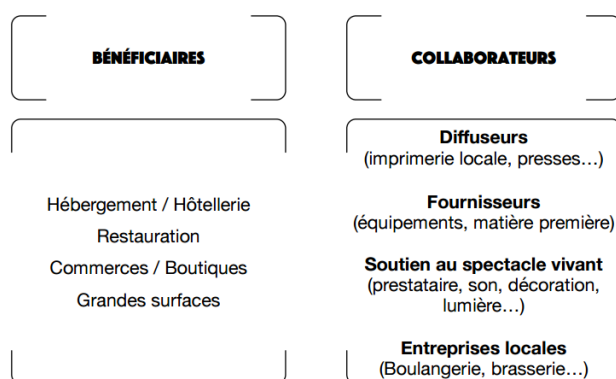 BÉNÉFICIAIRES
Hébergement / Hôtellerie
Restauration
Commerces / Boutiques
Grandes surfaces
COLLABORATEURS
Diffuseurs
(imprimerie locale, presses…)
Fournisseurs
(équipements, matière première)
Soutien au spectacle vivant
(prestataire, son, décoration,
lumière…)
Entreprises locales
(Boulangerie, brasserie…)